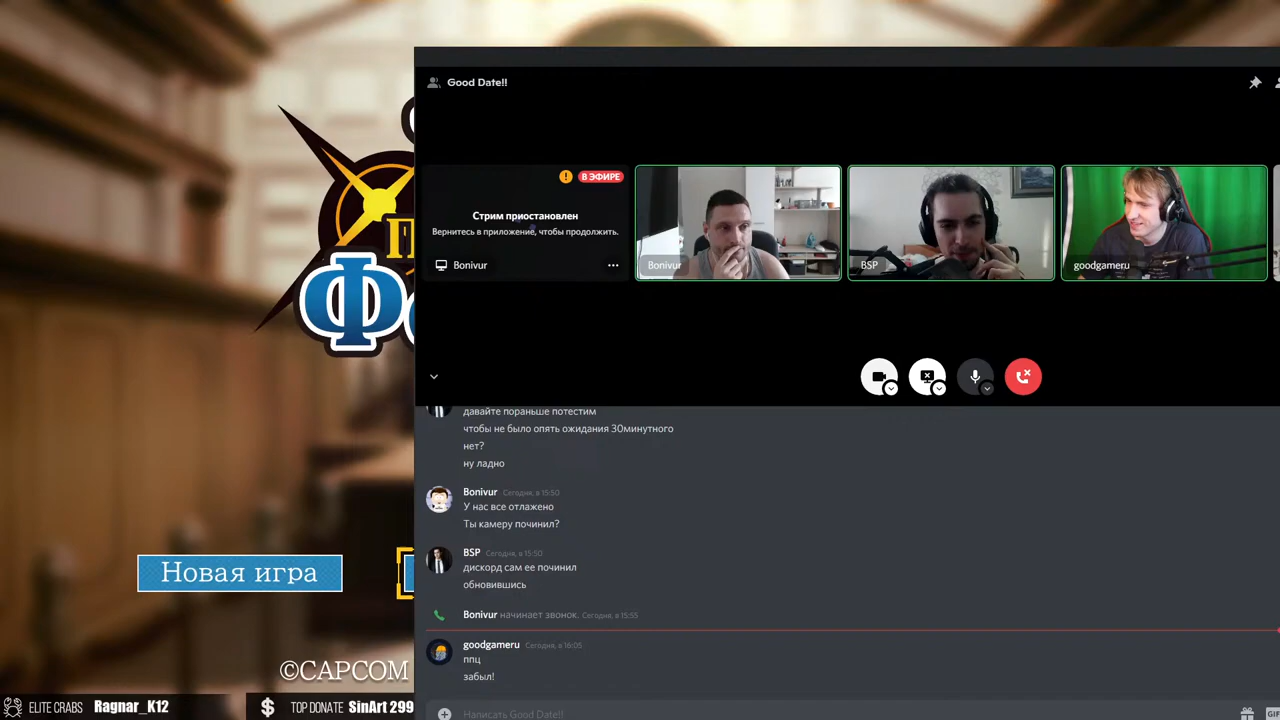 Good Date!!
В ЭФИРЕ
Стрим приостановлен
Вернитесь в приложение, чтобы продолжить.
Bonivur
Bonivur
BSP
goodgameru
давайте пораньше потестим
чтобы не было опять ожидания 30минутного
нет?
ну ладно
Bonivur Сегодня, в 15:50
У нас все отлажено
Ты камеру починил?
BSP Сегодня, в 15:50
дискорд сам ее починил
обновившись
Bonivur начинает звонок. Сегодня, в 15:55
goodgameru Сегодня, в 16:05
ппц
забыл!
Написать Good Date!!
GIF
Новая игра
©CAPCOM
ELITE CRABS Ragnar_K12
$ TOP DONATE SinArt 299